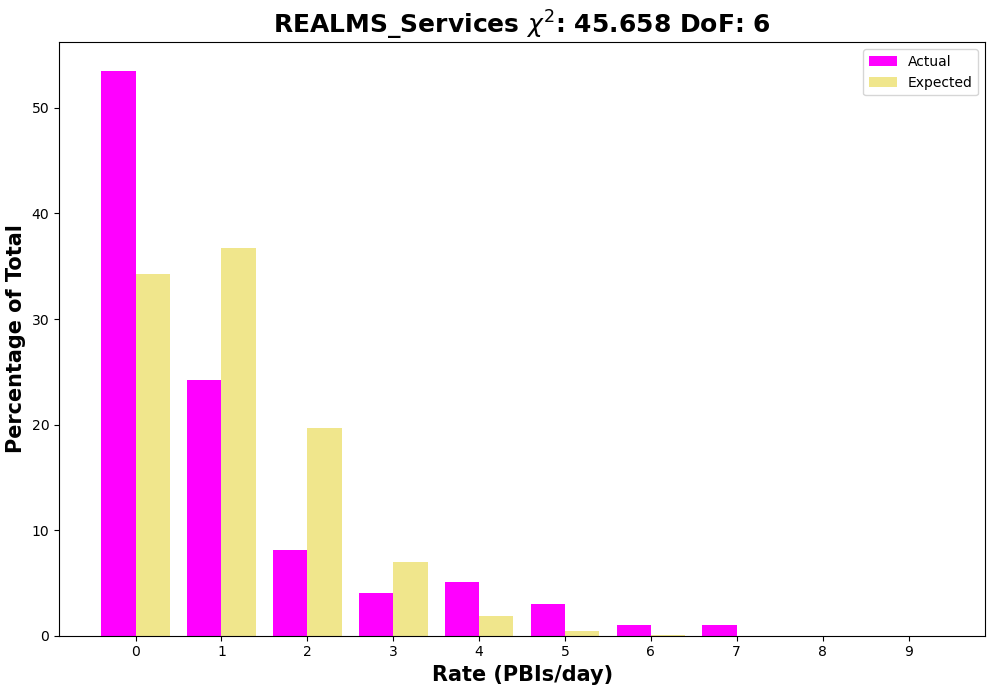 REALMS_Services χ²: 45.658 DoF: 6
Actual
Expected
Percentage of Total
50
40
30
20
10
0
0 1 2 3 4 5 6 7 8 9
Rate (PBIs/day)